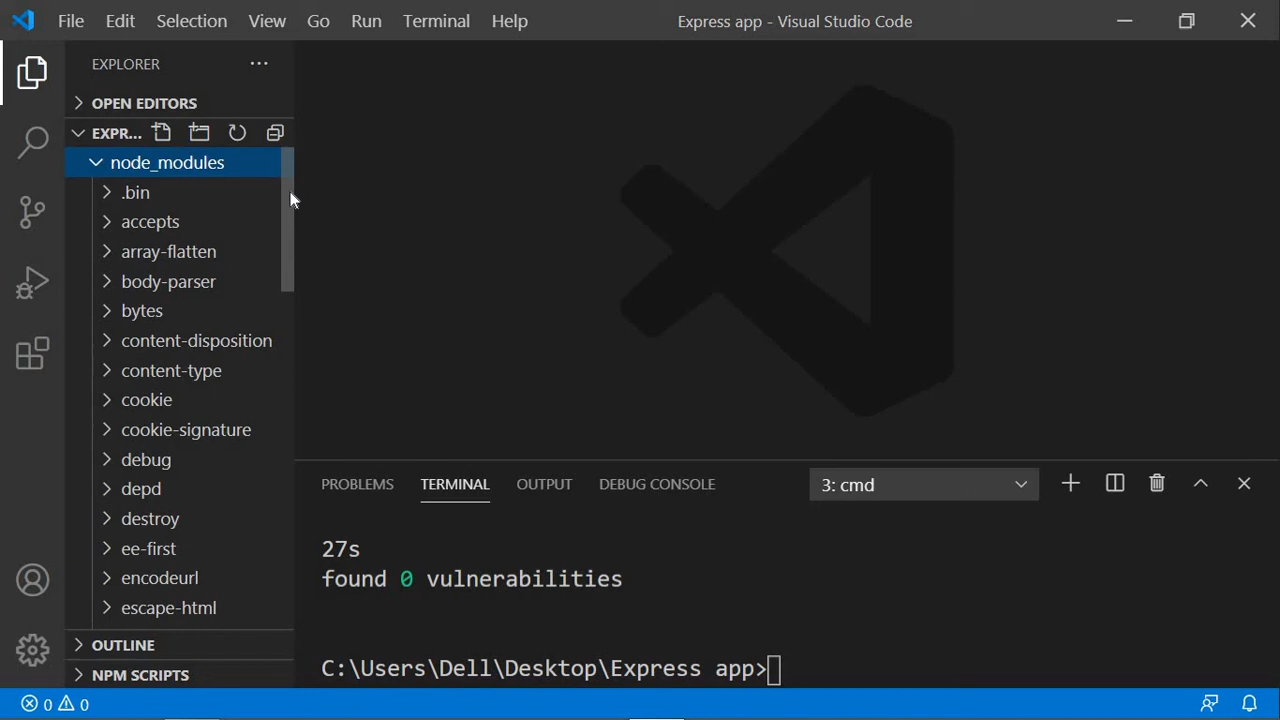 File Edit Selection View Go Run Terminal Help Express app - Visual Studio Code
EXPLORER
OPEN EDITORS
EXPR...
node_modules
.bin
accepts
array-flatten
body-parser
bytes
content-disposition
content-type
cookie
cookie-signature
debug
depd
destroy
ee-first
encodeurl
escape-html
OUTLINE
NPM SCRIPTS
PROBLEMS TERMINAL OUTPUT DEBUG CONSOLE 3: cmd
27s
found 0 vulnerabilities
C:\Users\Dell\Desktop\Express app>
0 0